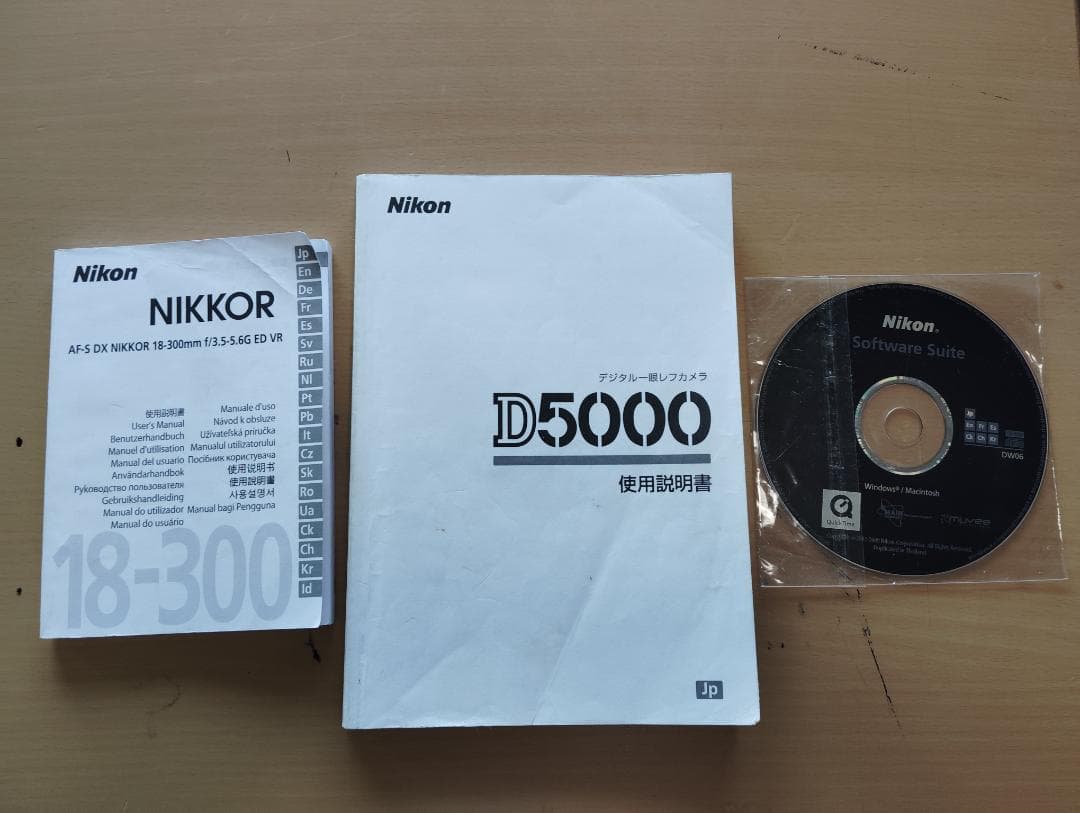 Nikon
NIKKOR
AF-S DX NIKKOR 18-300mm f/3.5-5.6G ED VR
使用説明書
User's Manual
Benutzerhandbuch
Manuel d'utilisation
Manual del usuario
Användarhandbok
Руководство пользователя
Gebruikshandleiding
Manual do utilizador
Manual do usuário
Manuale d'uso
Návod k obsluze
Užívateľská príručka
Manualul utilizatorului
Посібник користувача
使用说明书
使用說明書
사용설명서
Manual bagi Pengguna
18-300
Jp
En
De
Fr
Es
Sv
Ru
Nl
Pt
Pb
It
Cz
Sk
Ro
Ua
Ck
Ch
Kr
Id
Nikon
デジタル一眼レフカメラ
D5000
使用説明書
Jp
Nikon®
Software Suite
Jp
En Fr Es
Ck Ch Kr
DW06
Windows® / Macintosh
QuickTime
muvee